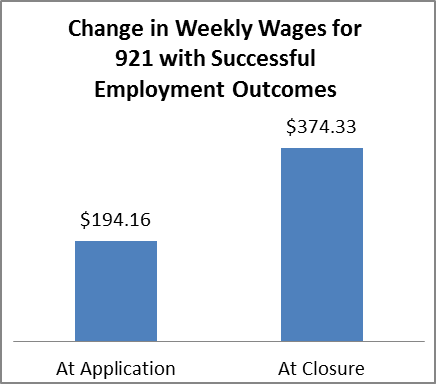 Change in Weekly Wages for
921 with Successful
Employment Outcomes
$374.33
$194.16
At Application
At Closure